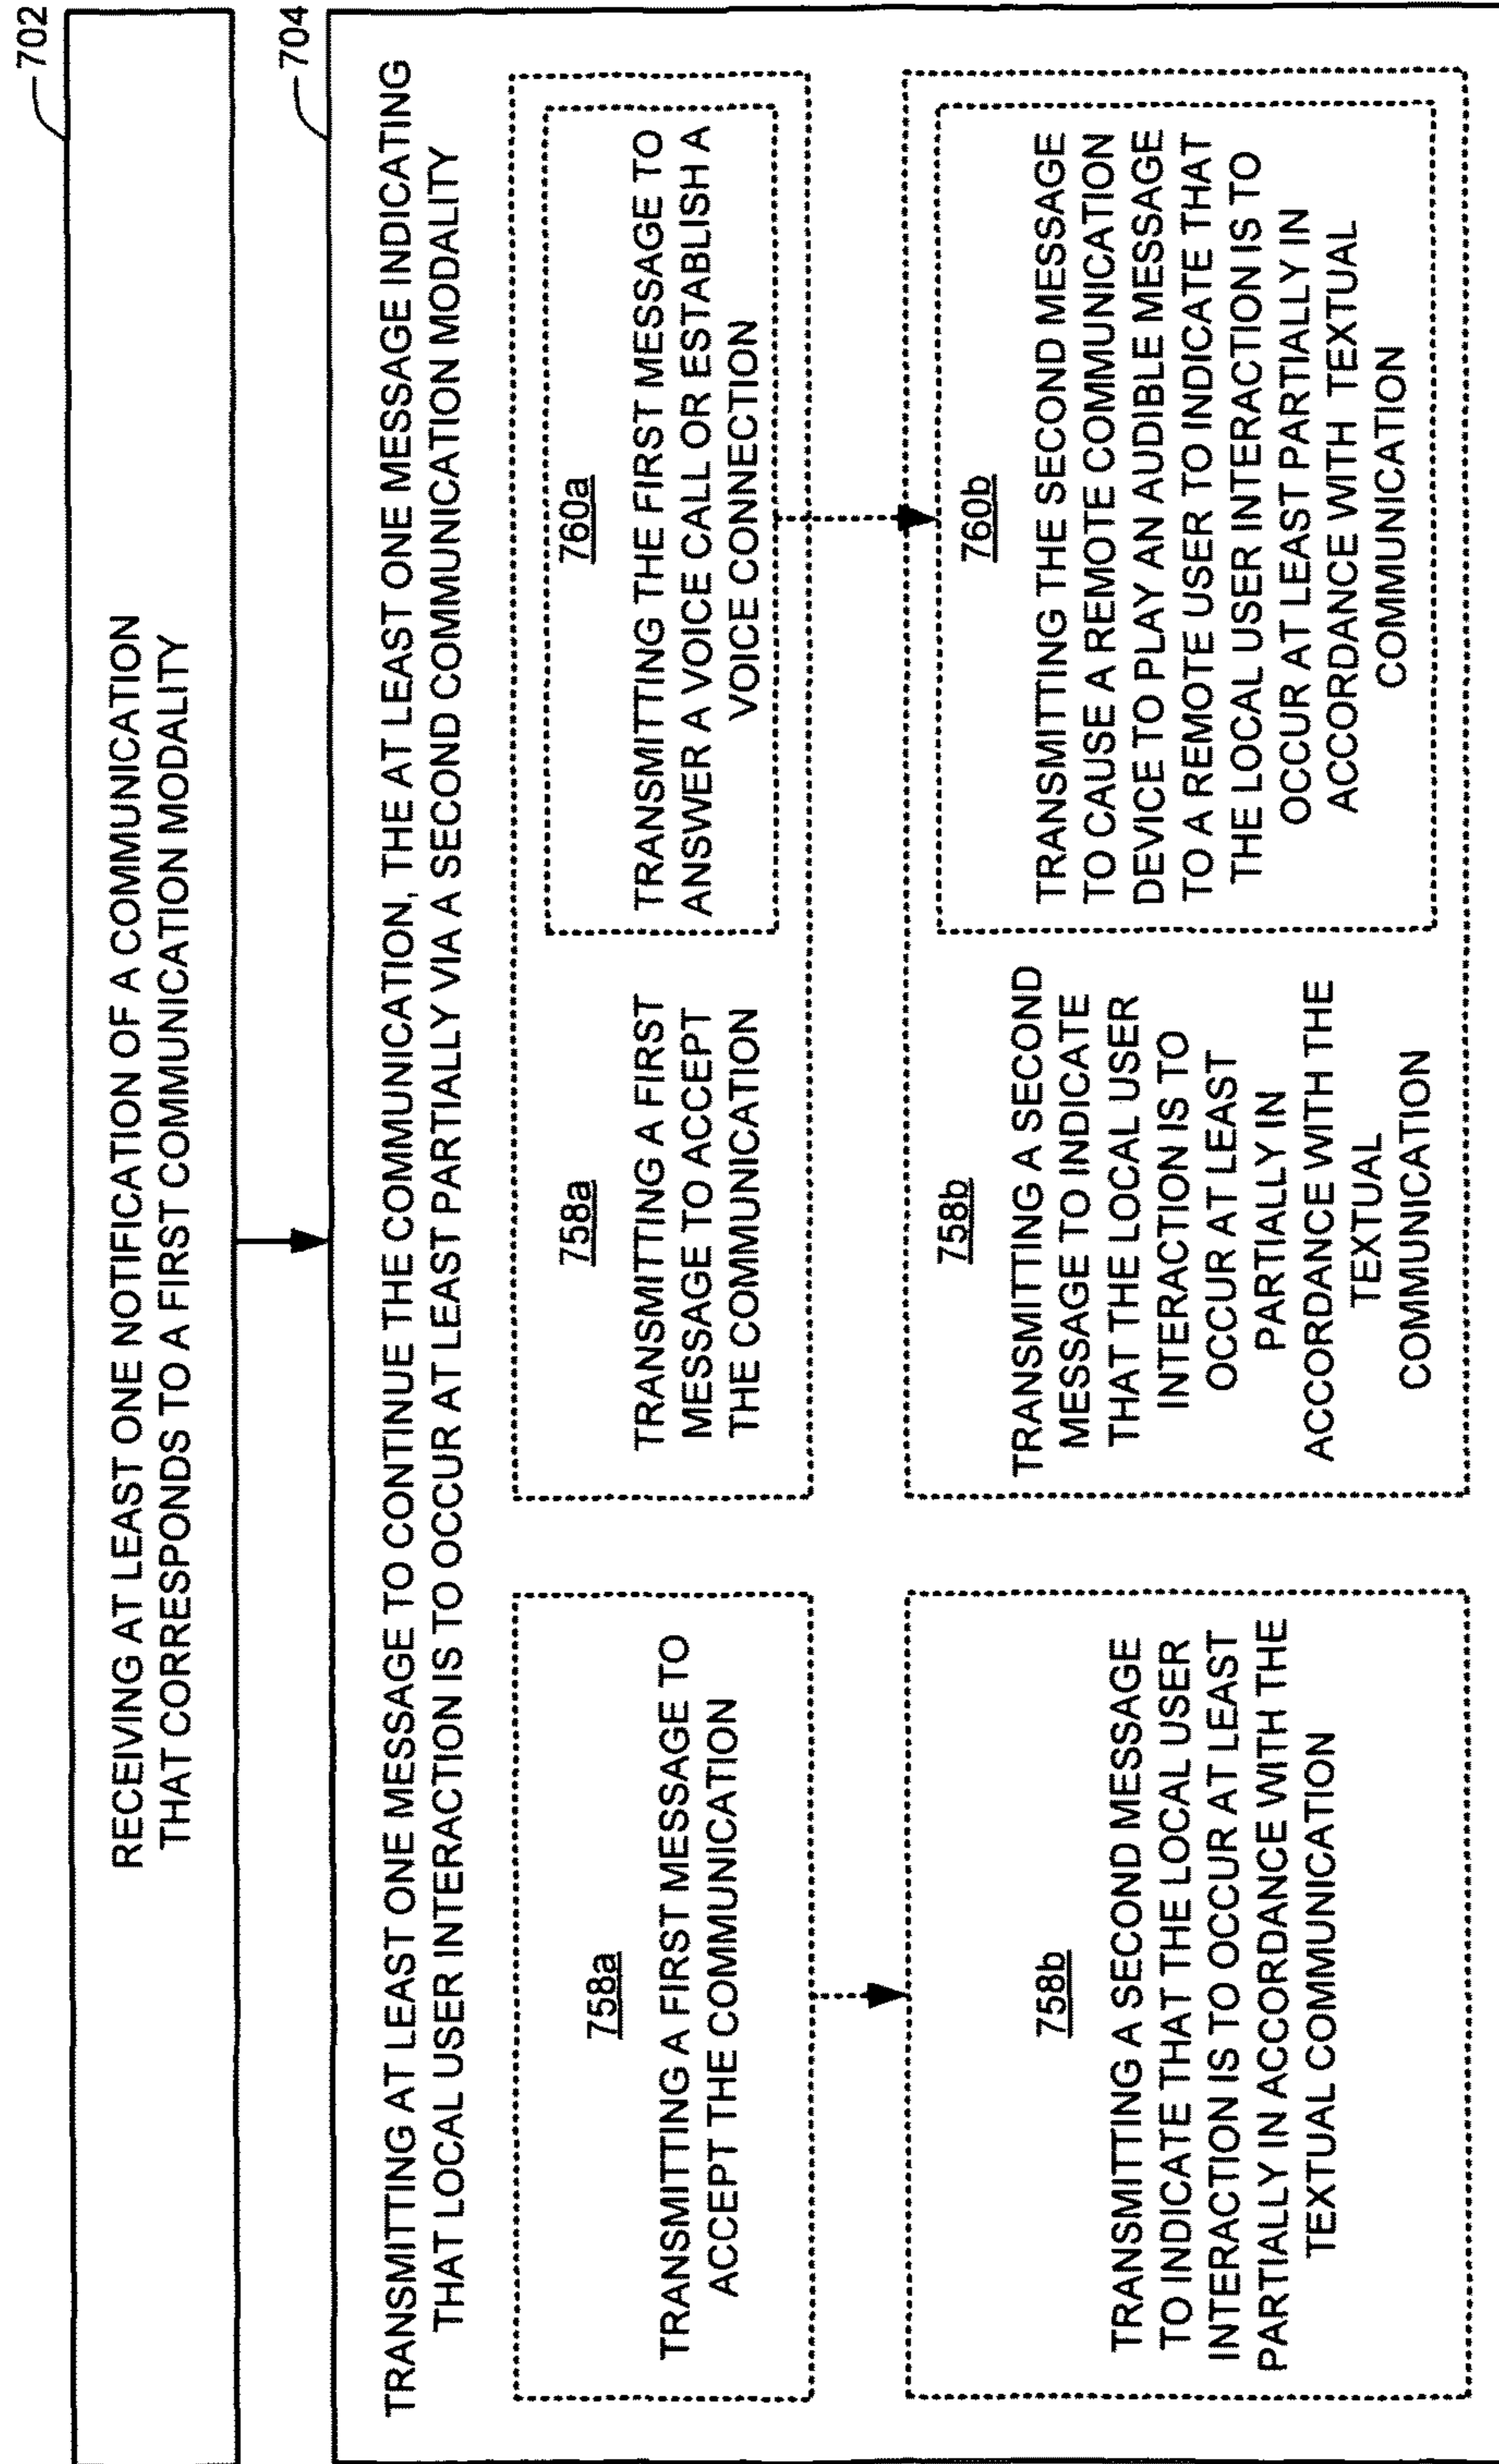 702
RECEIVING AT LEAST ONE NOTIFICATION OF A COMMUNICATION
THAT CORRESPONDS TO A FIRST COMMUNICATION MODALITY
704
TRANSMITTING AT LEAST ONE MESSAGE TO CONTINUE THE COMMUNICATION, THE AT LEAST ONE MESSAGE INDICATING
THAT LOCAL USER INTERACTION IS TO OCCUR AT LEAST PARTIALLY VIA A SECOND COMMUNICATION MODALITY
758a
TRANSMITTING A FIRST MESSAGE TO
ACCEPT THE COMMUNICATION
758b
TRANSMITTING A SECOND MESSAGE
TO INDICATE THAT THE LOCAL USER
INTERACTION IS TO OCCUR AT LEAST
PARTIALLY IN ACCORDANCE WITH THE
TEXTUAL COMMUNICATION
758a
TRANSMITTING A FIRST
MESSAGE TO ACCEPT
THE COMMUNICATION
760a
TRANSMITTING THE FIRST MESSAGE TO
ANSWER A VOICE CALL OR ESTABLISH A
VOICE CONNECTION
758b
TRANSMITTING A SECOND
MESSAGE TO INDICATE
THAT THE LOCAL USER
INTERACTION IS TO
OCCUR AT LEAST
PARTIALLY IN
ACCORDANCE WITH THE
TEXTUAL
COMMUNICATION
760b
TRANSMITTING THE SECOND MESSAGE
TO CAUSE A REMOTE COMMUNICATION
DEVICE TO PLAY AN AUDIBLE MESSAGE
TO A REMOTE USER TO INDICATE THAT
THE LOCAL USER INTERACTION IS TO
OCCUR AT LEAST PARTIALLY IN
ACCORDANCE WITH TEXTUAL
COMMUNICATION